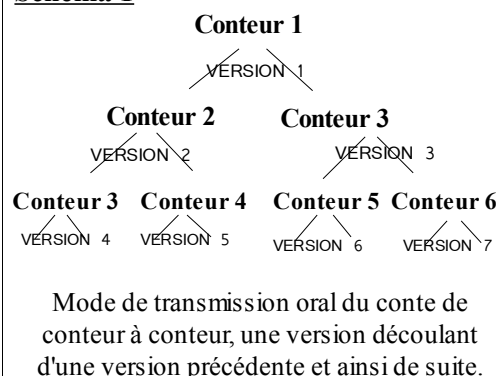 Schéma 1
Conteur 1
VERSION 1
Conteur 2 Conteur 3
VERSION 2 VERSION 3
Conteur 3 Conteur 4 Conteur 5 Conteur 6
VERSION 4 VERSION 5 VERSION 6 VERSION 7
Mode de transmission oral du conte de
conteur à conteur, une version découlant
d'une version précédente et ainsi de suite.